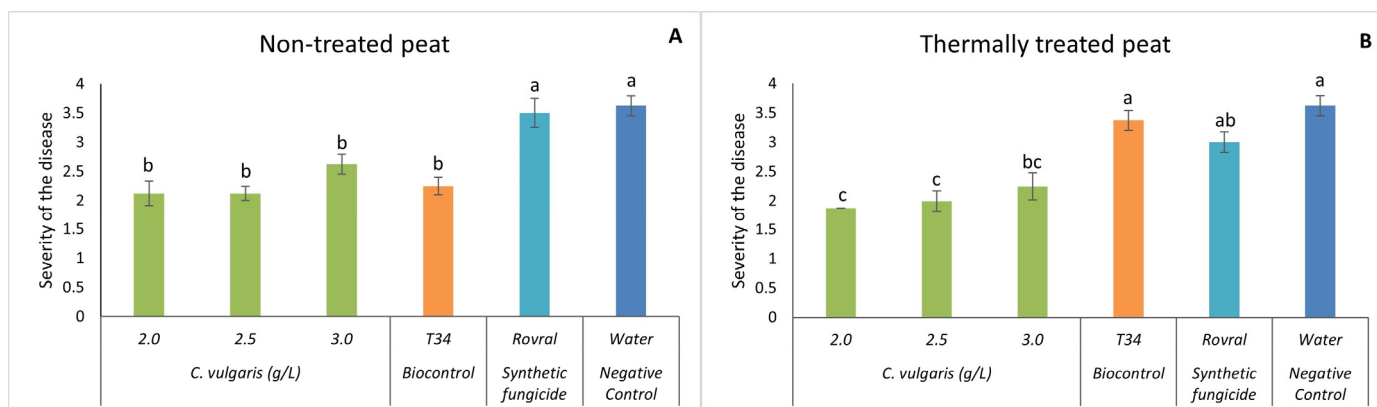 Non-treated peat
A
Severity of the disease
4
3.5
3
2.5
2
1.5
1
0.5
0
b
b
b
b
a
a
2.0
2.5
3.0
T34
Rovral
Water
C. vulgaris (g/L)
Biocontrol
Synthetic
fungicide
Negative
Control
Thermally treated peat
B
Severity of the disease
4
3.5
3
2.5
2
1.5
1
0.5
0
c
c
bc
a
ab
a
2.0
2.5
3.0
T34
Rovral
Water
C. vulgaris (g/L)
Biocontrol
Synthetic
fungicide
Negative
Control